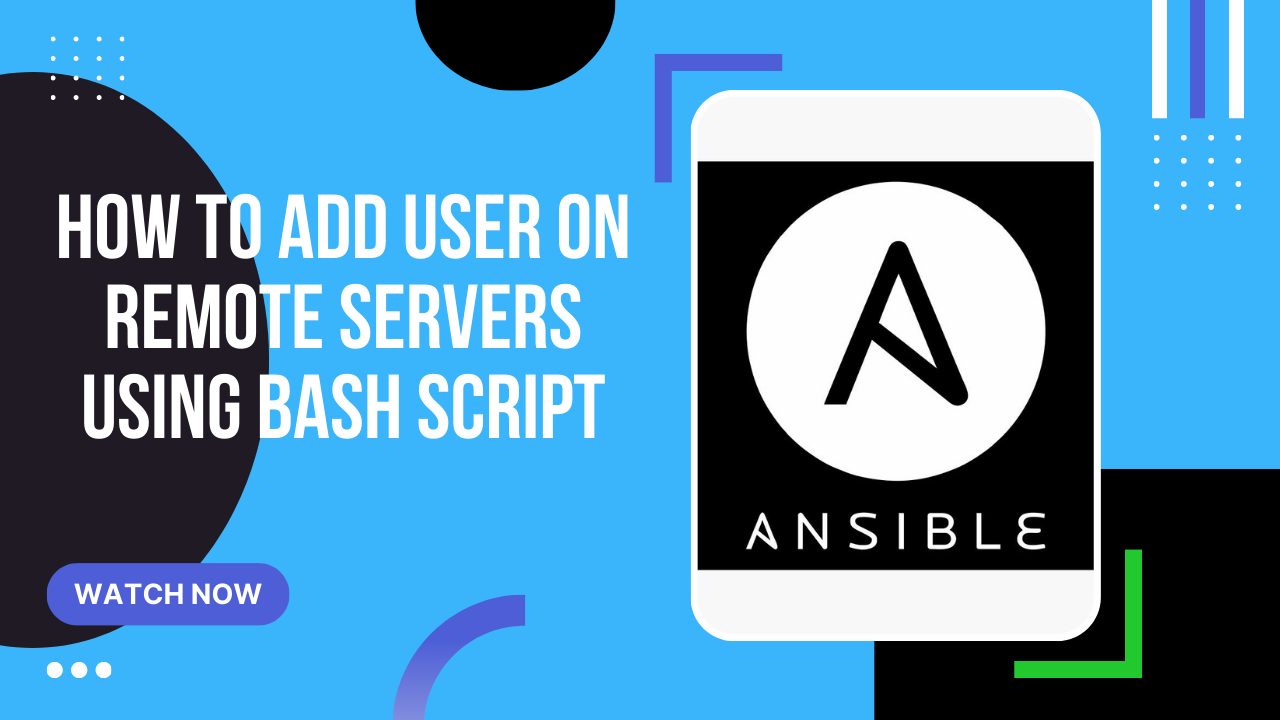 HOW TO ADD USER ON
REMOTE SERVERS
USING BASH SCRIPT
WATCH NOW
ANSIBLE